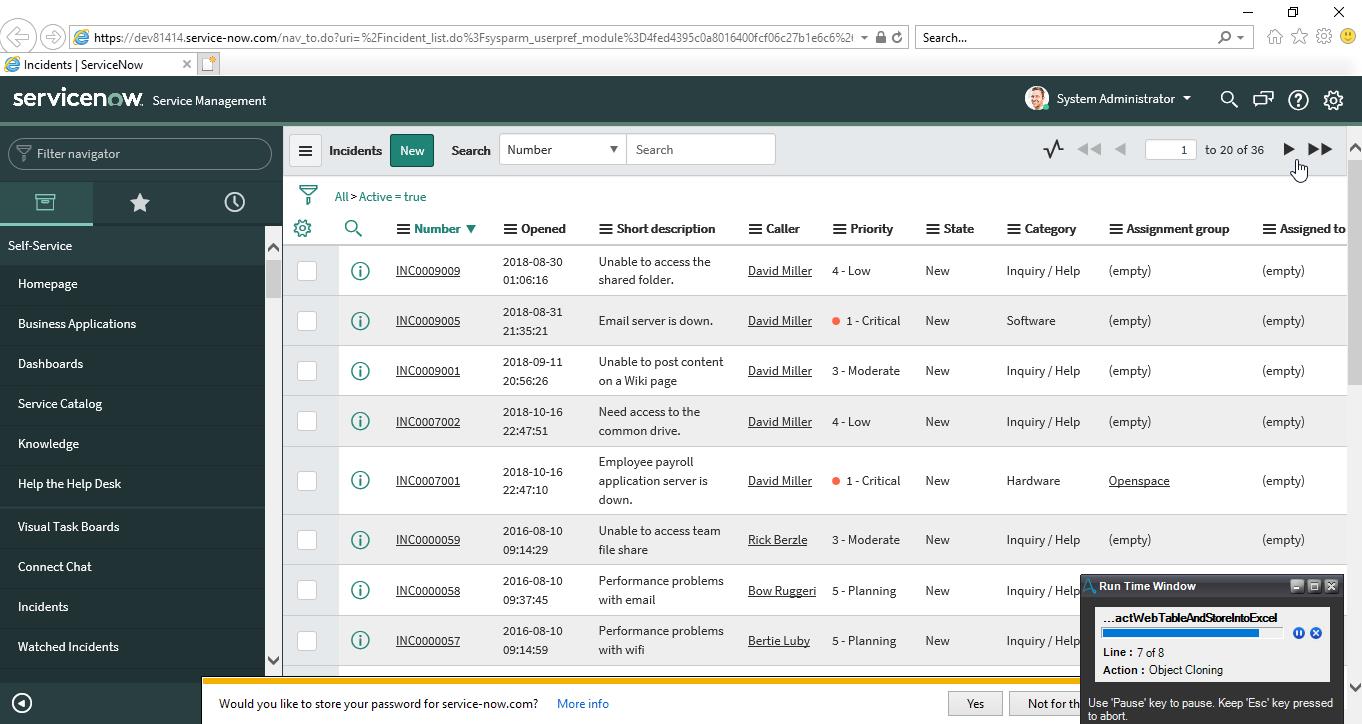 https://dev81414.service-now.com/nav_to.do?uri=%2Fincident_list.do%3Fsysparm_userpref_module%3D4fed4395c0a8016400fcf06c27b1e6c6%2
Search...
Incidents | ServiceNow
servicenow Service Management
System Administrator
Filter navigator
Incidents New Search Number Search
1 to 20 of 36
All > Active = true
Number Opened Short description Caller Priority State Category Assignment group Assigned to
Self-Service
Homepage
Business Applications
Dashboards
Service Catalog
Knowledge
Help the Help Desk
Visual Task Boards
Connect Chat
Incidents
Watched Incidents
INC0009009 2018-08-30 01:06:16 Unable to access the shared folder. David Miller 4 - Low New Inquiry / Help (empty) (empty)
INC0009005 2018-08-31 21:35:21 Email server is down. David Miller 1 - Critical New Software (empty) (empty)
INC0009001 2018-09-11 20:56:26 Unable to post content on a Wiki page David Miller 3 - Moderate New Inquiry / Help (empty) (empty)
INC0007002 2018-10-16 22:47:51 Need access to the common drive. David Miller 4 - Low New Inquiry / Help (empty) (empty)
INC0007001 2018-10-16 22:47:10 Employee payroll application server is down. David Miller 1 - Critical New Hardware Openspace (empty)
INC0000059 2016-08-10 09:14:29 Unable to access team file share Rick Berzle 3 - Moderate New Inquiry / Help (empty) (empty)
INC0000058 2016-08-10 09:37:45 Performance problems with email Bow Ruggeri 5 - Planning New Inquiry / Help
INC0000057 2016-08-10 09:14:59 Performance problems with wifi Bertie Luby 5 - Planning New Inquiry / Help
Run Time Window
...actWebTableAndStoreIntoExcel
Line : 7 of 8
Action : Object Cloning
Use 'Pause' key to pause. Keep 'Esc' key pressed
to abort.
Would you like to store your password for service-now.com? More info Yes Not for th